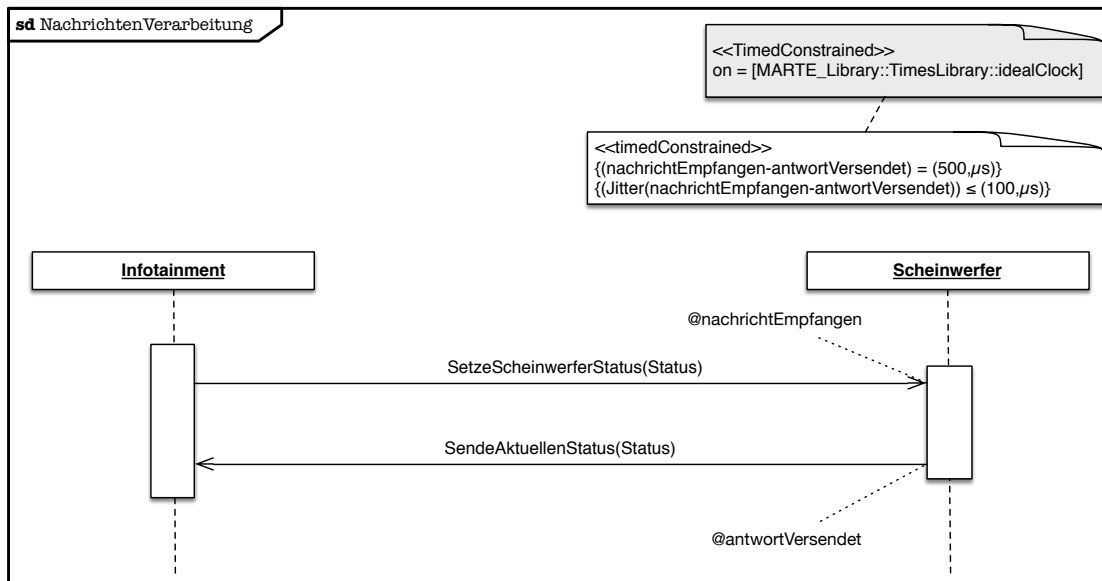 sd NachrichtenVerarbeitung
<<TimedConstrained>>
on = [MARTE_Library::TimesLibrary::idealClock]
<<timedConstrained>>
{(nachrichtEmpfangen-antwortVersendet) = (500,µs)}
{(Jitter(nachrichtEmpfangen-antwortVersendet)) ≤ (100,µs)}
Infotainment
Scheinwerfer
@nachrichtEmpfangen
SetzeScheinwerferStatus(Status)
SendeAktuellenStatus(Status)
@antwortVersendet